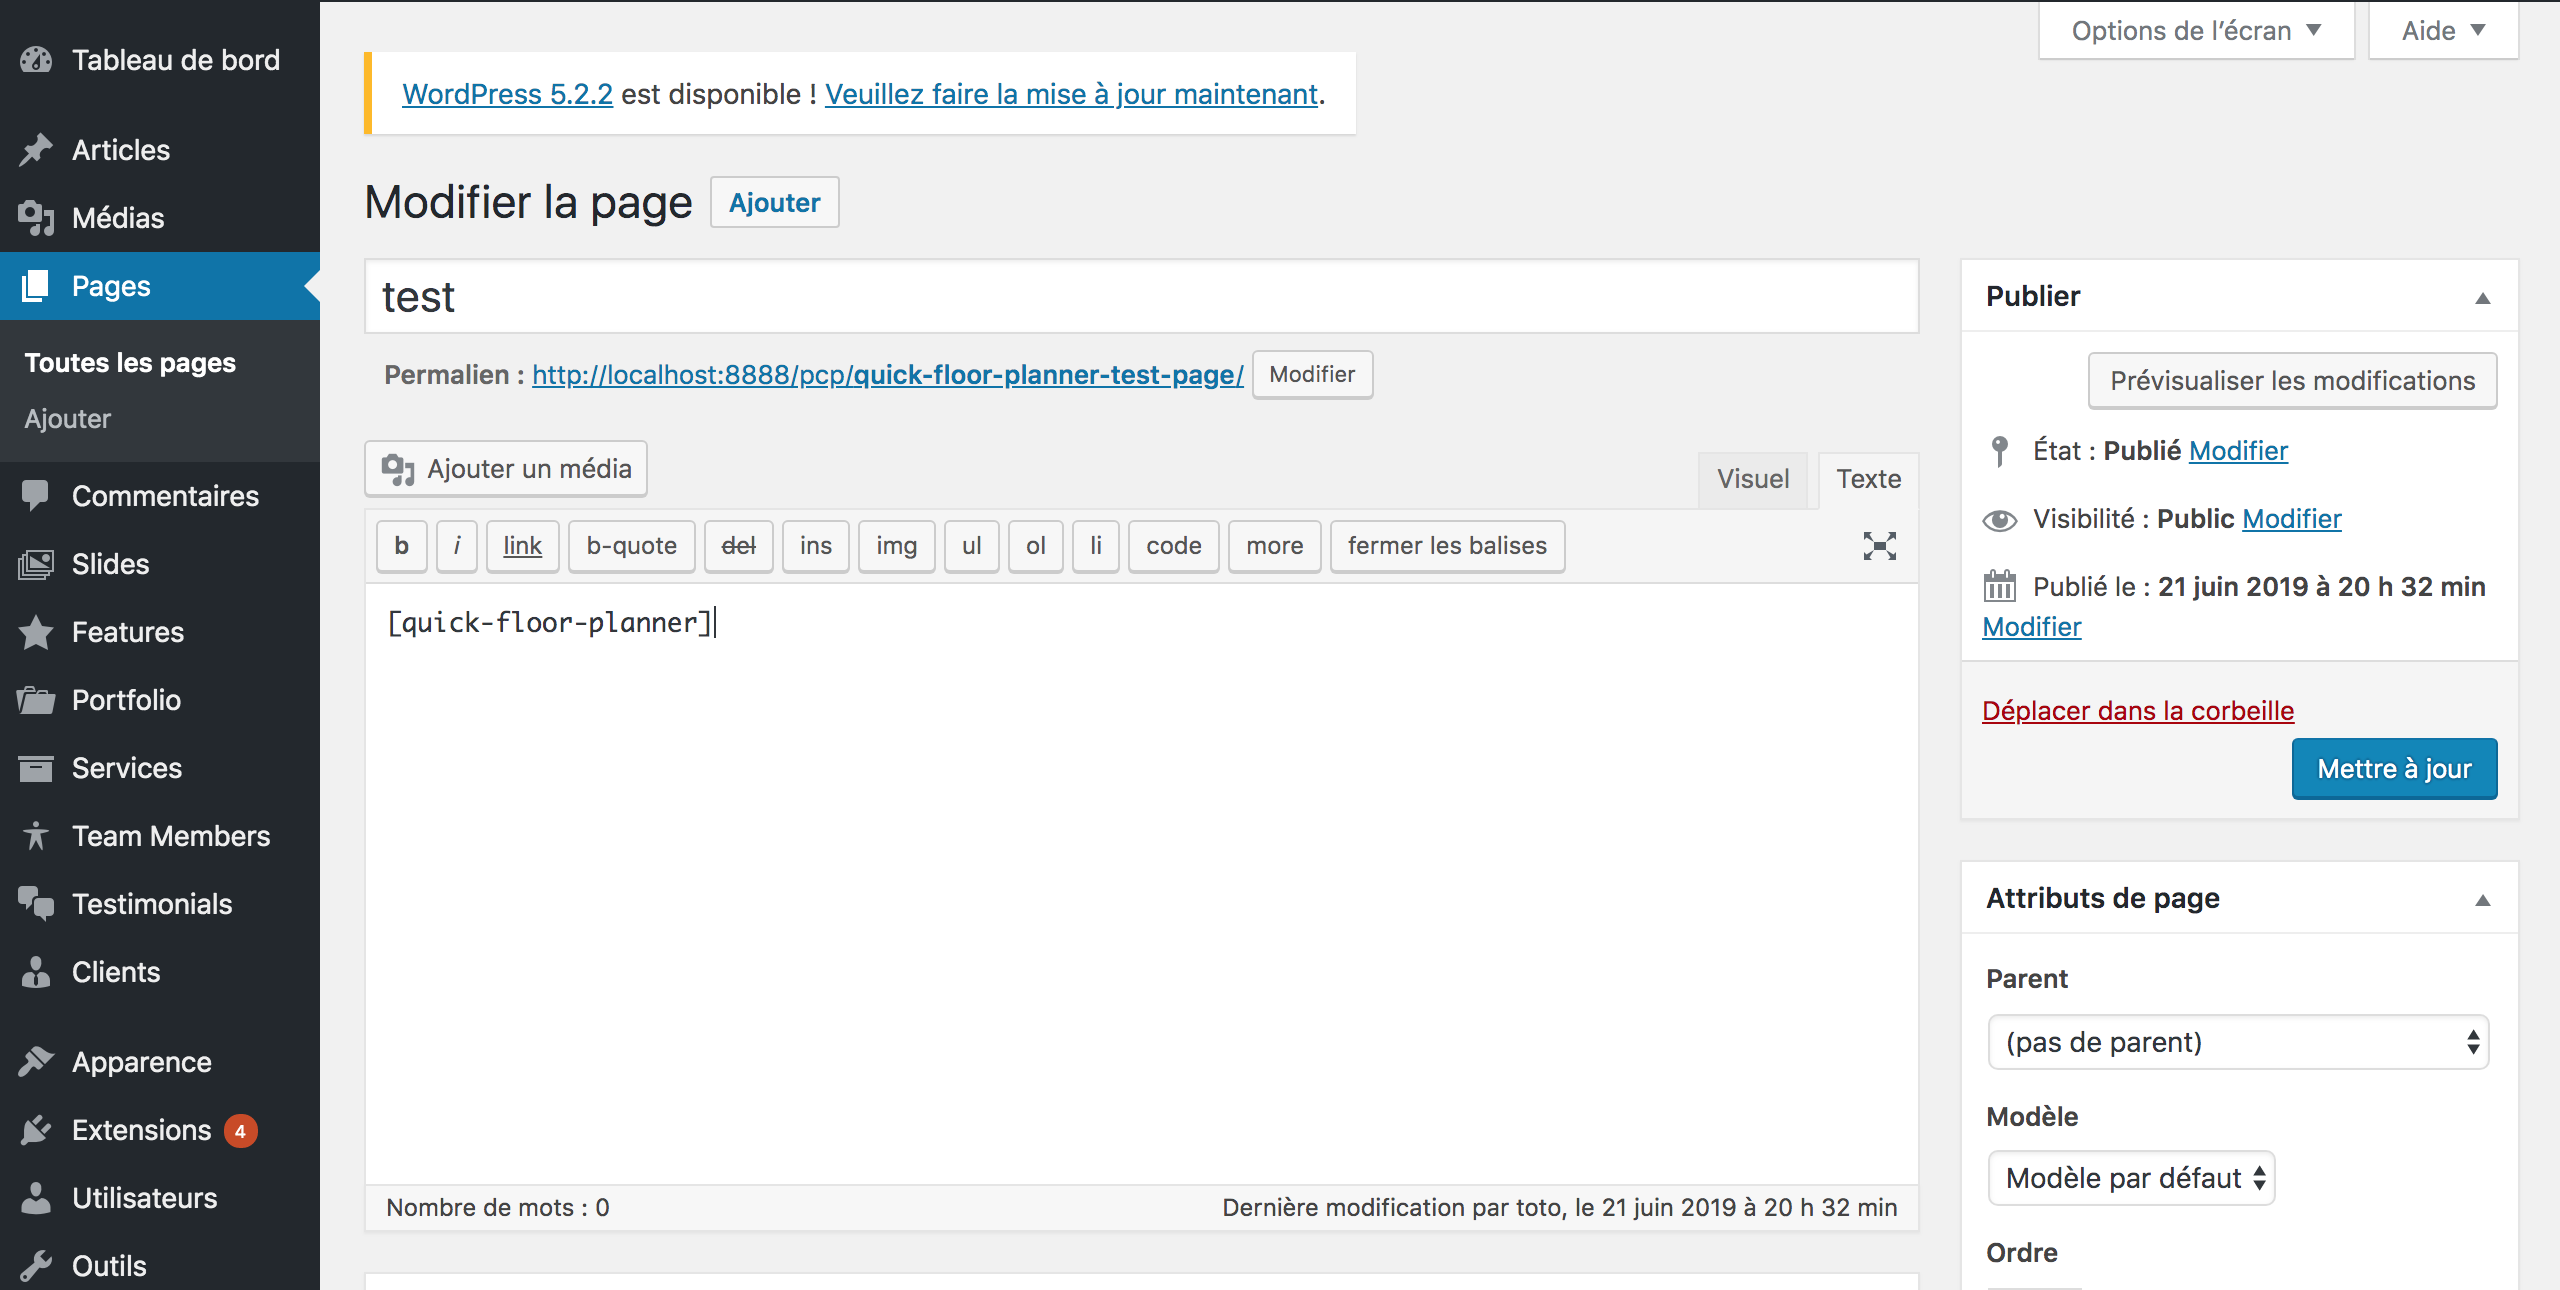 Tableau de bord
Articles
Médias
Pages
Toutes les pages
Ajouter
Commentaires
Slides
Features
Portfolio
Services
Team Members
Testimonials
Clients
Apparence
Extensions 4
Utilisateurs
Outils
Options de l’écran
Aide
WordPress 5.2.2 est disponible ! Veuillez faire la mise à jour maintenant.
Modifier la page Ajouter
test
Permalien : http://localhost:8888/pcp/quick-floor-planner-test-page/ Modifier
Ajouter un média
Visuel Texte
b i link b-quote del ins img ul ol li code more fermer les balises
[quick-floor-planner]
Nombre de mots : 0
Dernière modification par toto, le 21 juin 2019 à 20 h 32 min
Publier
Prévisualiser les modifications
État : Publié Modifier
Visibilité : Public Modifier
Publié le : 21 juin 2019 à 20 h 32 min
Modifier
Déplacer dans la corbeille
Mettre à jour
Attributs de page
Parent
(pas de parent)
Modèle
Modèle par défaut
Ordre